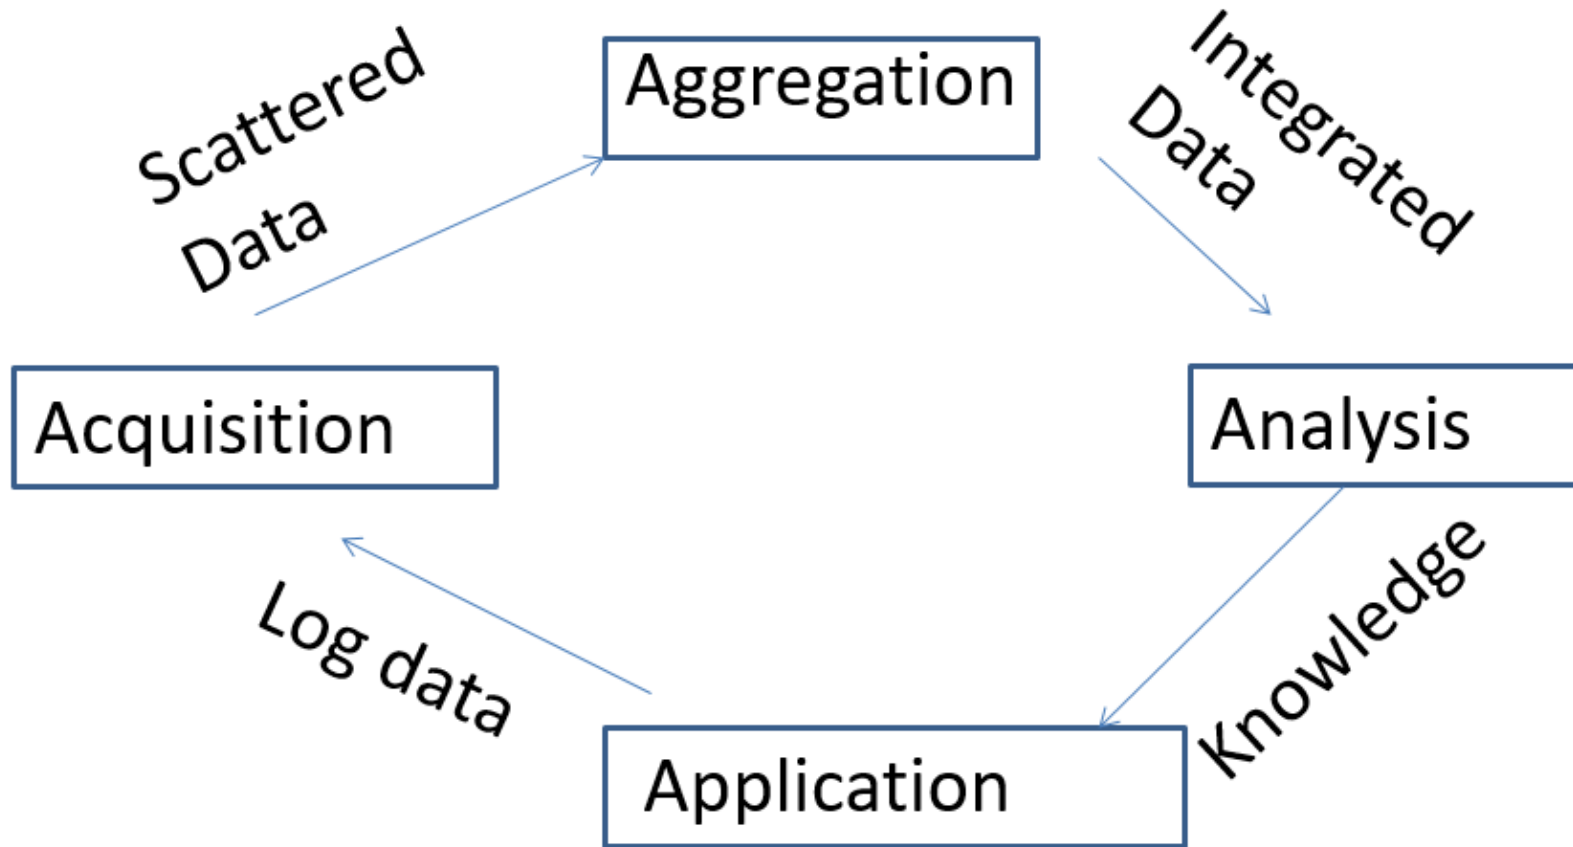 Scattered
Data
Aggregation
Integrated
Data
Acquisition
Analysis
Log data
Knowledge
Application